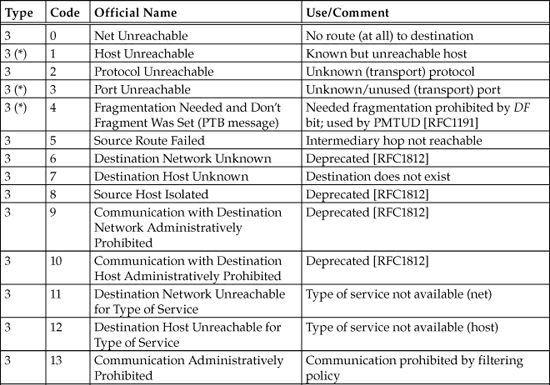 Type Code Official Name Use/Comment
3 0 Net Unreachable No route (at all) to destination
3 (*) 1 Host Unreachable Known but unreachable host
3 2 Protocol Unreachable Unknown (transport) protocol
3 (*) 3 Port Unreachable Unknown/unused (transport) port
3 (*) 4 Fragmentation Needed and Don't Needed fragmentation prohibited by DF
Fragment Was Set (PTB message) bit; used by PMTUD [RFC1191]
3 5 Source Route Failed Intermediary hop not reachable
3 6 Destination Network Unknown Deprecated [RFC1812]
3 7 Destination Host Unknown Destination does not exist
3 8 Source Host Isolated Deprecated [RFC1812]
3 9 Communication with Destination Deprecated [RFC1812]
Network Administratively
Prohibited
3 10 Communication with Destination Deprecated [RFC1812]
Host Administratively Prohibited
3 11 Destination Network Unreachable Type of service not available (net)
for Type of Service
3 12 Destination Host Unreachable for Type of service not available (host)
Type of Service
3 13 Communication Administratively Communication prohibited by filtering
Prohibited policy